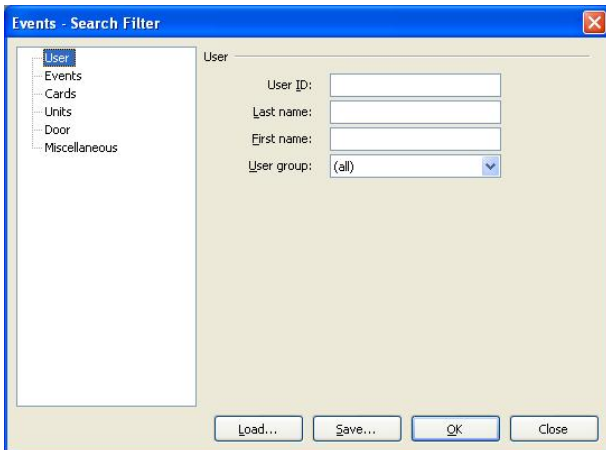 Events - Search Filter
User
Events
Cards
Units
Door
Miscellaneous
User
User ID:
Last name:
First name:
User group: (all)
Load... Save... OK Close